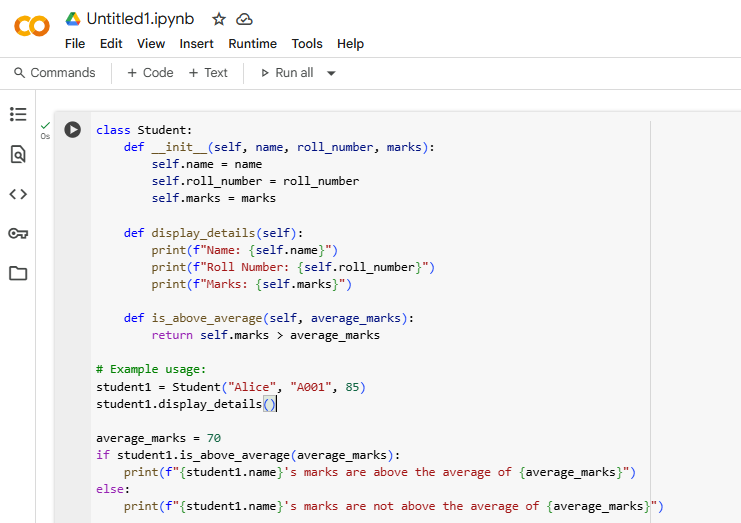 Untitled1.ipynb
File Edit View Insert Runtime Tools Help
Commands + Code + Text Run all
0s
class Student:
    def __init__(self, name, roll_number, marks):
        self.name = name
        self.roll_number = roll_number
        self.marks = marks
    def display_details(self):
        print(f"Name: {self.name}")
        print(f"Roll Number: {self.roll_number}")
        print(f"Marks: {self.marks}")
    def is_above_average(self, average_marks):
        return self.marks > average_marks
# Example usage:
student1 = Student("Alice", "A001", 85)
student1.display_details()
average_marks = 70
if student1.is_above_average(average_marks):
    print(f"{student1.name}'s marks are above the average of {average_marks}")
else:
    print(f"{student1.name}'s marks are not above the average of {average_marks}")